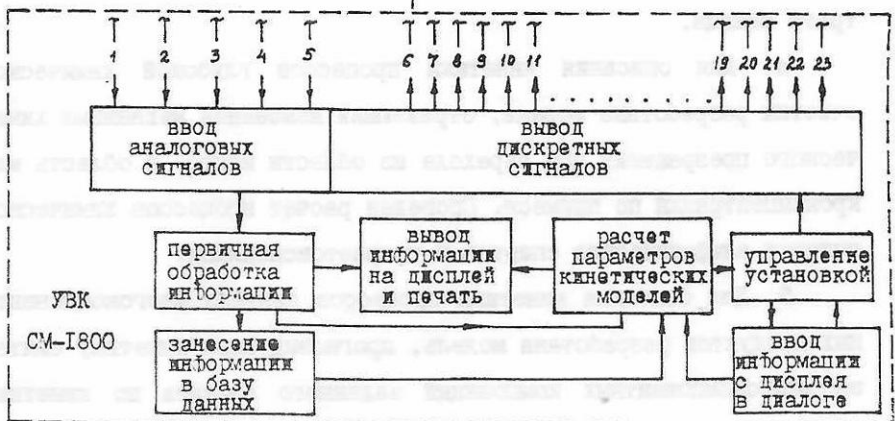 1 2 3 4 5 6 7 8 9 10 11 19 20 21 22 23
ВВОД
АНАЛОГОВЫХ
СИГНАЛОВ
ВЫВОД
ДИСКРЕТНЫХ
СИГНАЛОВ
первичная
обработка
информации
ВЫВОД
информации
на дисплей
и печать
расчет
параметров
кинетических
моделей
управление
установкой
УВК
СМ-I800
занесение
информации
в базу
данных
ВВОД
информации
с дисплея
в диалоге